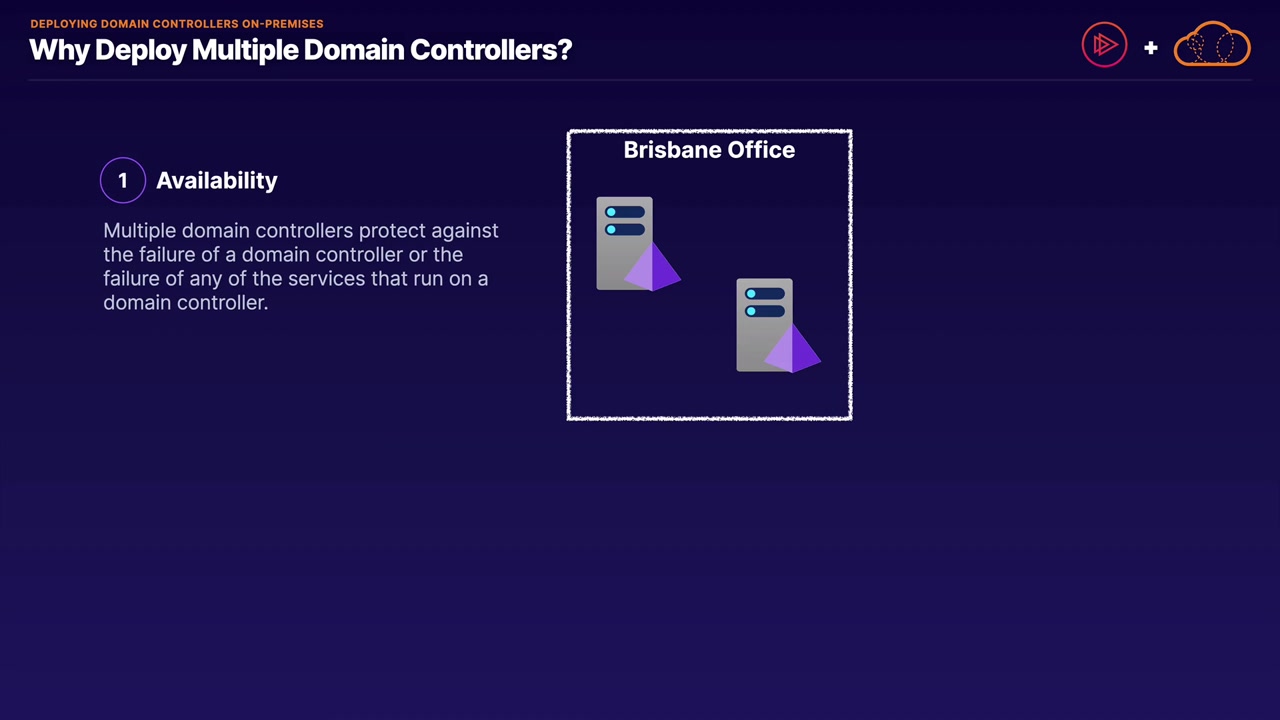 DEPLOYING DOMAIN CONTROLLERS ON-PREMISES
Why Deploy Multiple Domain Controllers?
+
1 Availability
Multiple domain controllers protect against
the failure of a domain controller or the
failure of any of the services that run on a
domain controller.
Brisbane Office